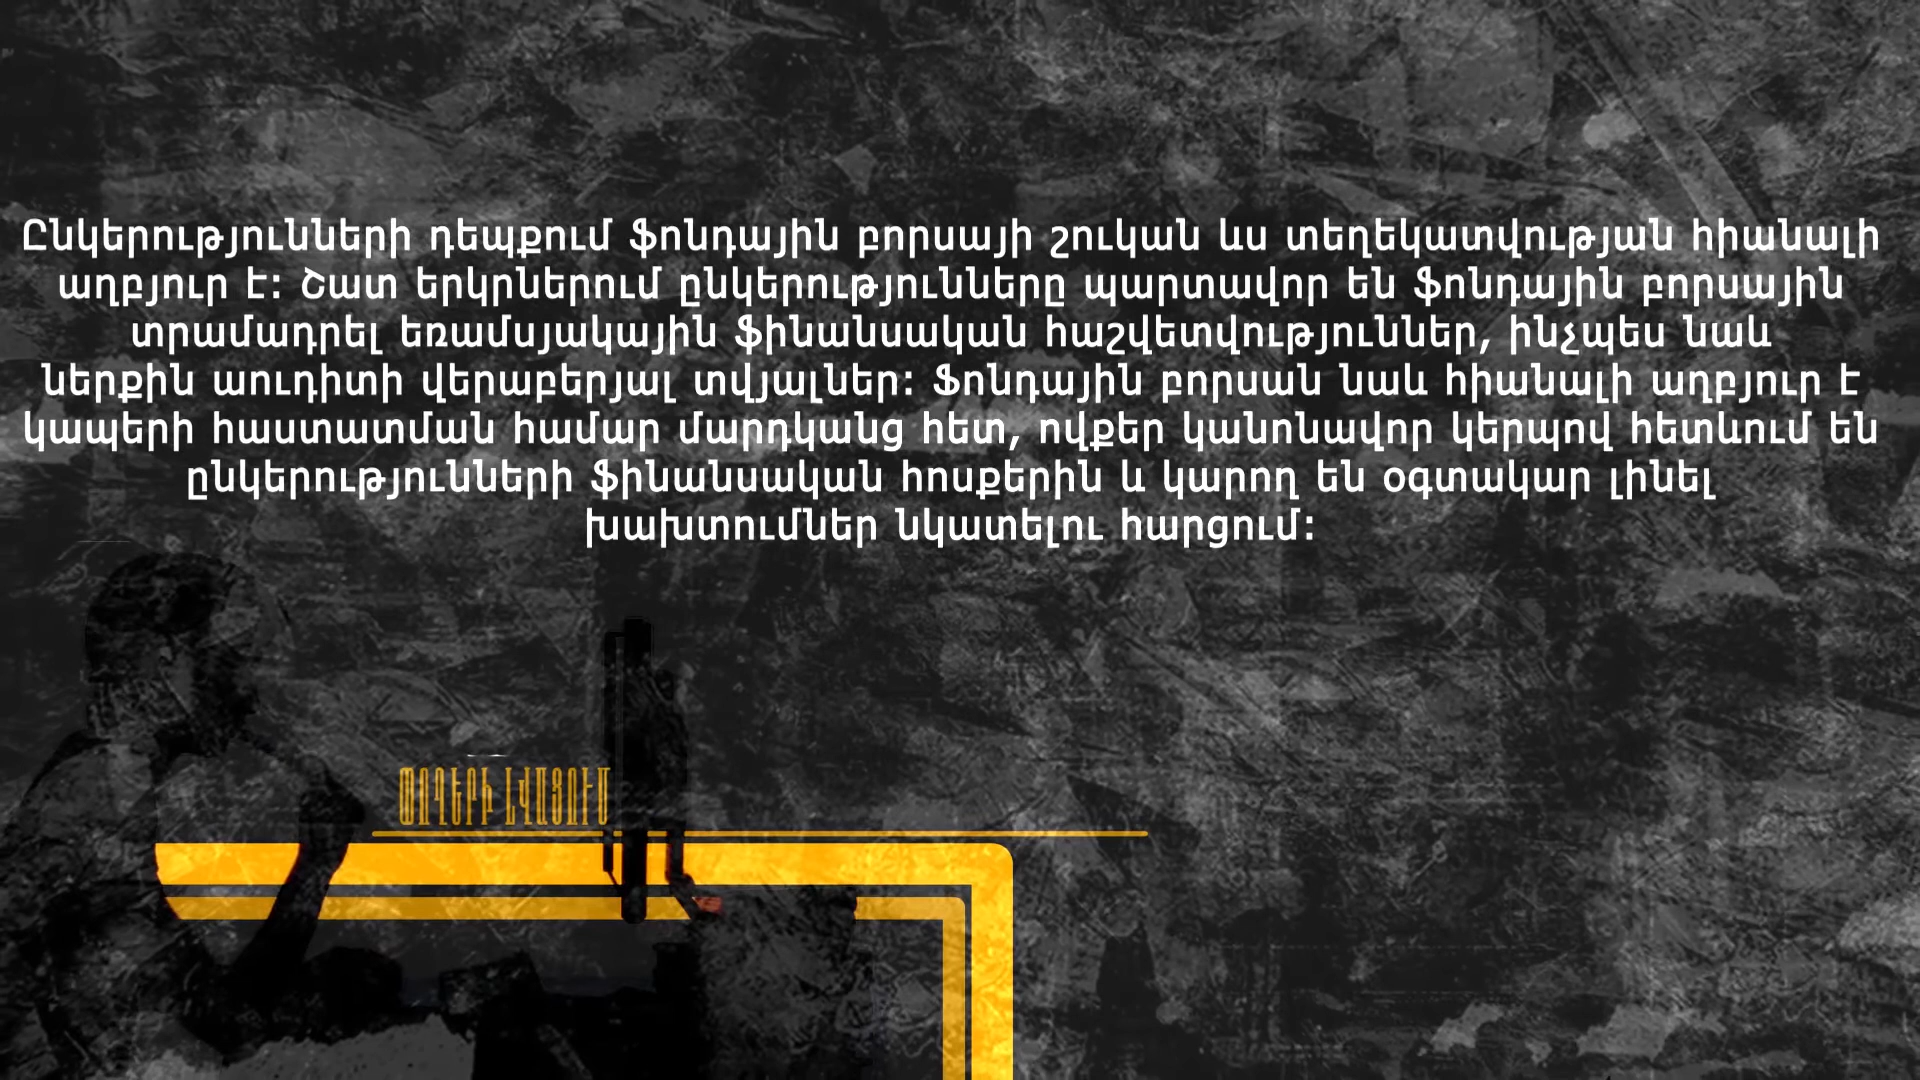 Ընկերությունների դեպքում ֆոնդային բորսայի շուկան ևս տեղեկատվության հիանալի
աղբյուր է: Շատ երկրներում ընկերությունները պարտավոր են ֆոնդային բորսային
տրամադրել եռամսյակային ֆինանսական հաշվետվություններ, ինչպես նաև
ներքին աուդիտի վերաբերյալ տվյալներ: Ֆոնդային բորսան նաև հիանալի աղբյուր է
կապերի հաստատման համար մարդկանց հետ, ովքեր կանոնավոր կերպով հետևում են
ընկերությունների ֆինանսական հոսքերին և կարող են օգտակար լինել
խախտումներ նկատելու հարցում:
ՓՈՂԵՐԻ ԼՎԱՑՈՒՄ